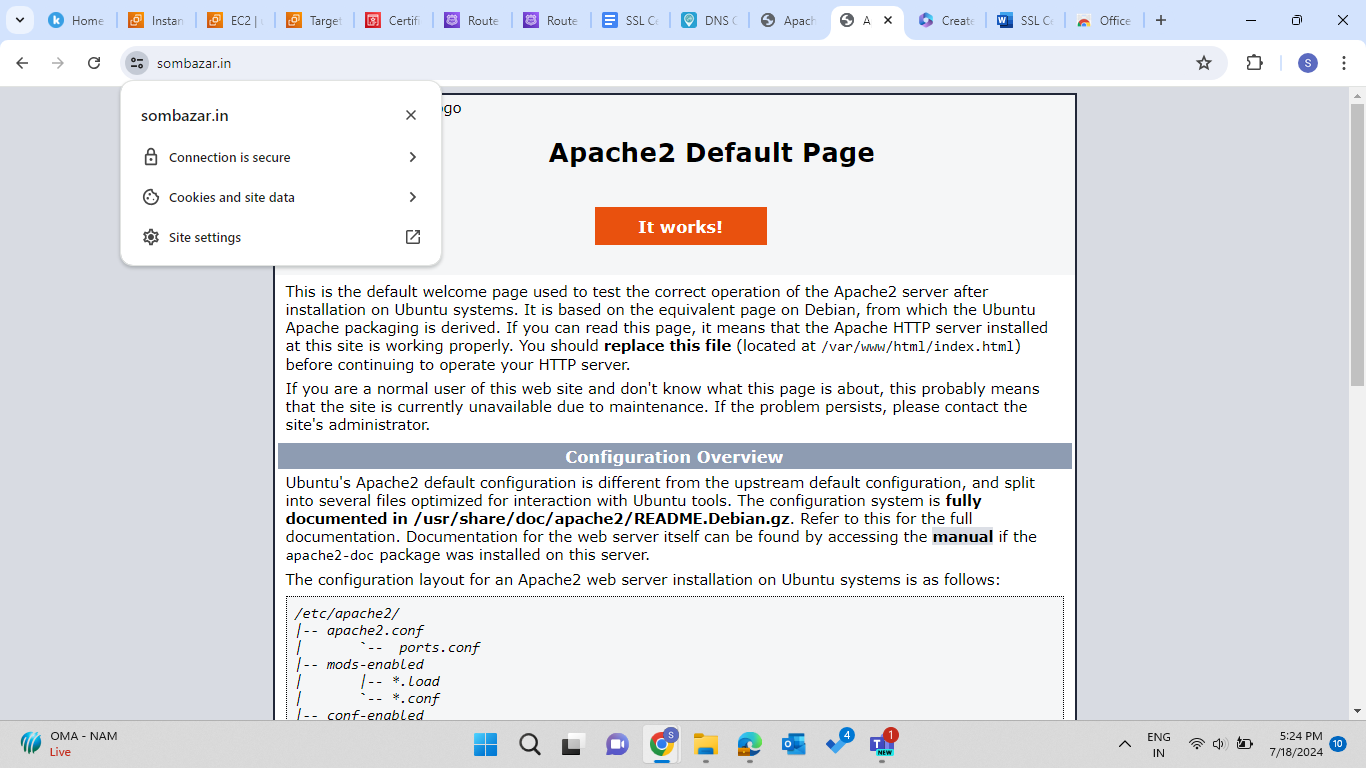 Home
Instan
EC2 |
Target
Certifi
Route
Route
SSL Ce
DNS C
Apach
A
Create
SSL Ce
Office
sombazar.in
S
sombazar.in
Connection is secure
Cookies and site data
Site settings
ogo
Apache2 Default Page
It works!
This is the default welcome page used to test the correct operation of the Apache2 server after
installation on Ubuntu systems. It is based on the equivalent page on Debian, from which the Ubuntu
Apache packaging is derived. If you can read this page, it means that the Apache HTTP server installed
at this site is working properly. You should replace this file (located at /var/www/html/index.html)
before continuing to operate your HTTP server.
If you are a normal user of this web site and don't know what this page is about, this probably means
that the site is currently unavailable due to maintenance. If the problem persists, please contact the
site's administrator.
Configuration Overview
Ubuntu's Apache2 default configuration is different from the upstream default configuration, and split
into several files optimized for interaction with Ubuntu tools. The configuration system is fully
documented in /usr/share/doc/apache2/README.Debian.gz. Refer to this for the full
documentation. Documentation for the web server itself can be found by accessing the manual if the
apache2-doc package was installed on this server.
The configuration layout for an Apache2 web server installation on Ubuntu systems is as follows:
/etc/apache2/
|-- apache2.conf
|       `--  ports.conf
|-- mods-enabled
|       |-- *.load
|       `-- *.conf
|-- conf-enabled
OMA - NAM
Live
S
4
1
NEW
ENG
IN
5:24 PM
7/18/2024
10